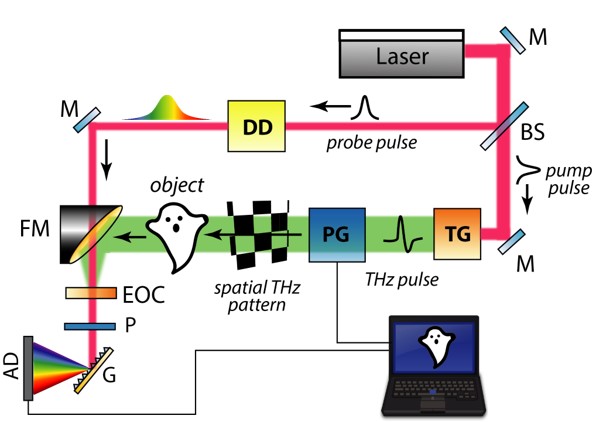 Laser
M
M
DD
probe pulse
BS
pump
pulse
object
FM
PG
TG
M
spatial THz
pattern
THz pulse
EOC
P
AD
G